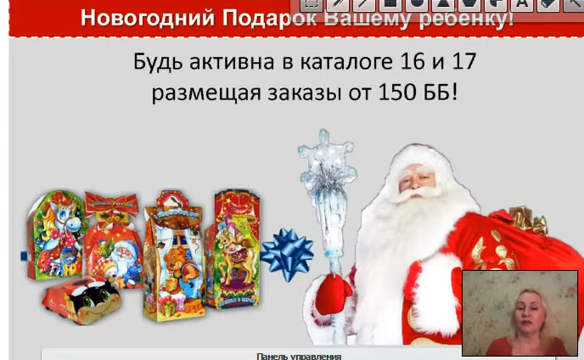 Новогодний Подарок Вашему ребенку!
Будь активна в каталоге 16 и 17
размещая заказы от 150 ББ!
Панель управления